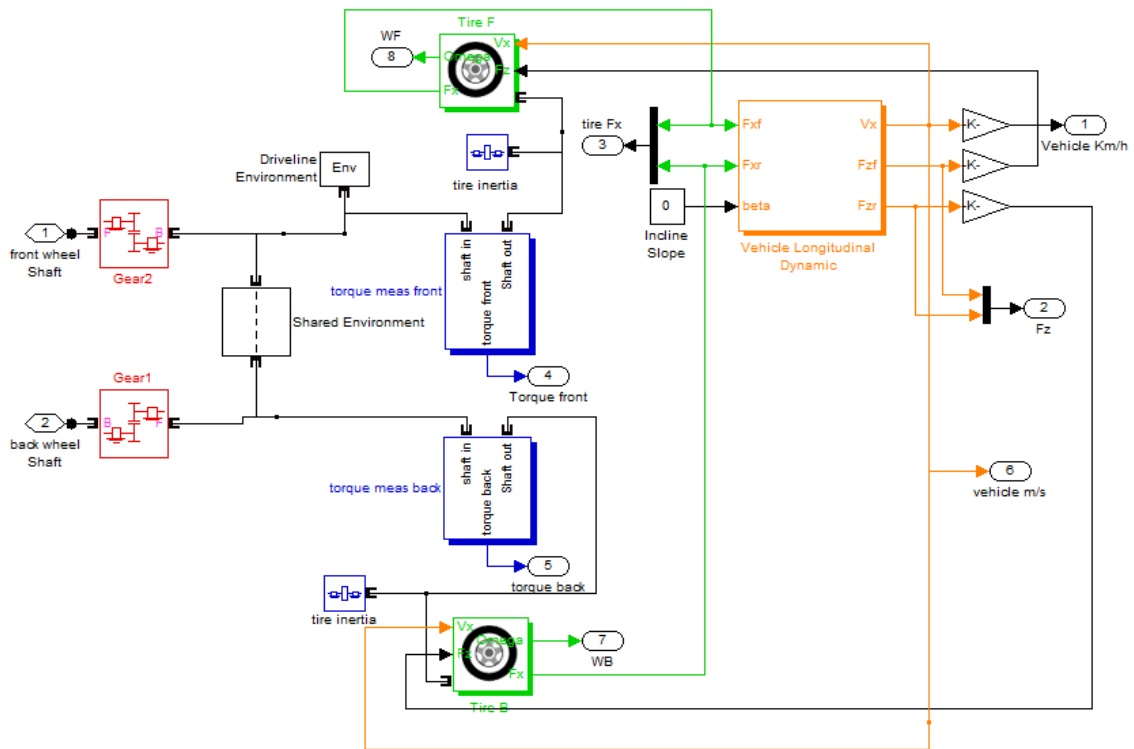 Tire F
WF
8
Vx
Omega
Fz
Fx
tire Fx
3
Fxf
Fxr
beta
Vx
Fzf
Fzr
-K-
-K-
-K-
1
Vehicle Km/h
Driveline
Environment
Env
tire inertia
0
Incline
Slope
Vehicle Longitudinal
Dynamic
1
front wheel
Shaft
F
B
Gear2
shaft in
Shaft out
torque front
torque meas front
Shared Environment
2
Fz
4
Torque front
Gear1
2
back wheel
Shaft
B
F
shaft in
Shaft out
torque back
torque meas back
6
vehicle m/s
5
torque back
tire inertia
Vx
Omega
Fx
7
WB
Tire B